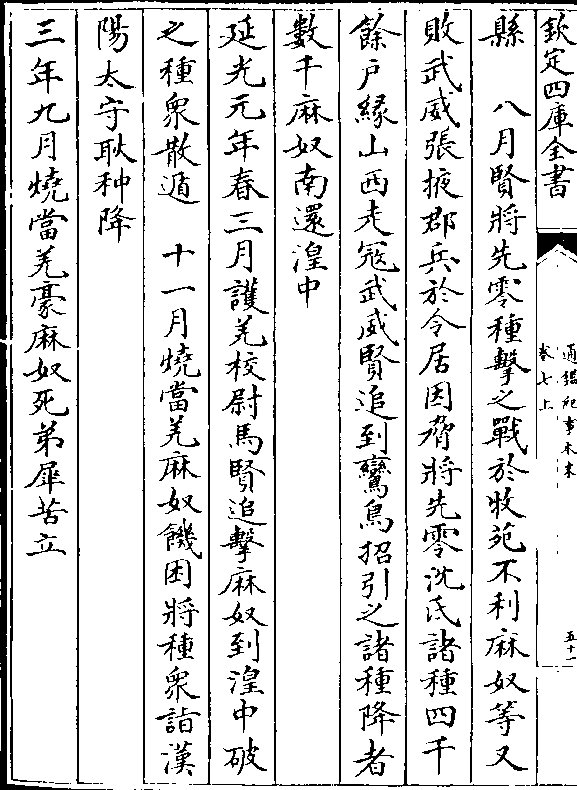 欽定四庫全書
通鑑紀事本末
卷七上
五十一
縣　八月賢將先零種擊之戰於牧苑不利麻奴等又
敗武威張掖郡兵於令居因脅將先零沈氐諸種四千
餘户緣山西走冦武威賢追到鸞鳥招引之諸種降者
數千麻奴南還湟中
延光元年春三月護羌校尉馬賢追擊麻奴到湟中破
之種衆散遁　十一月燒當羌麻奴饑困將種衆詣漢
陽太守耿种降
三年九月燒當羌豪麻奴死弟犀苦立